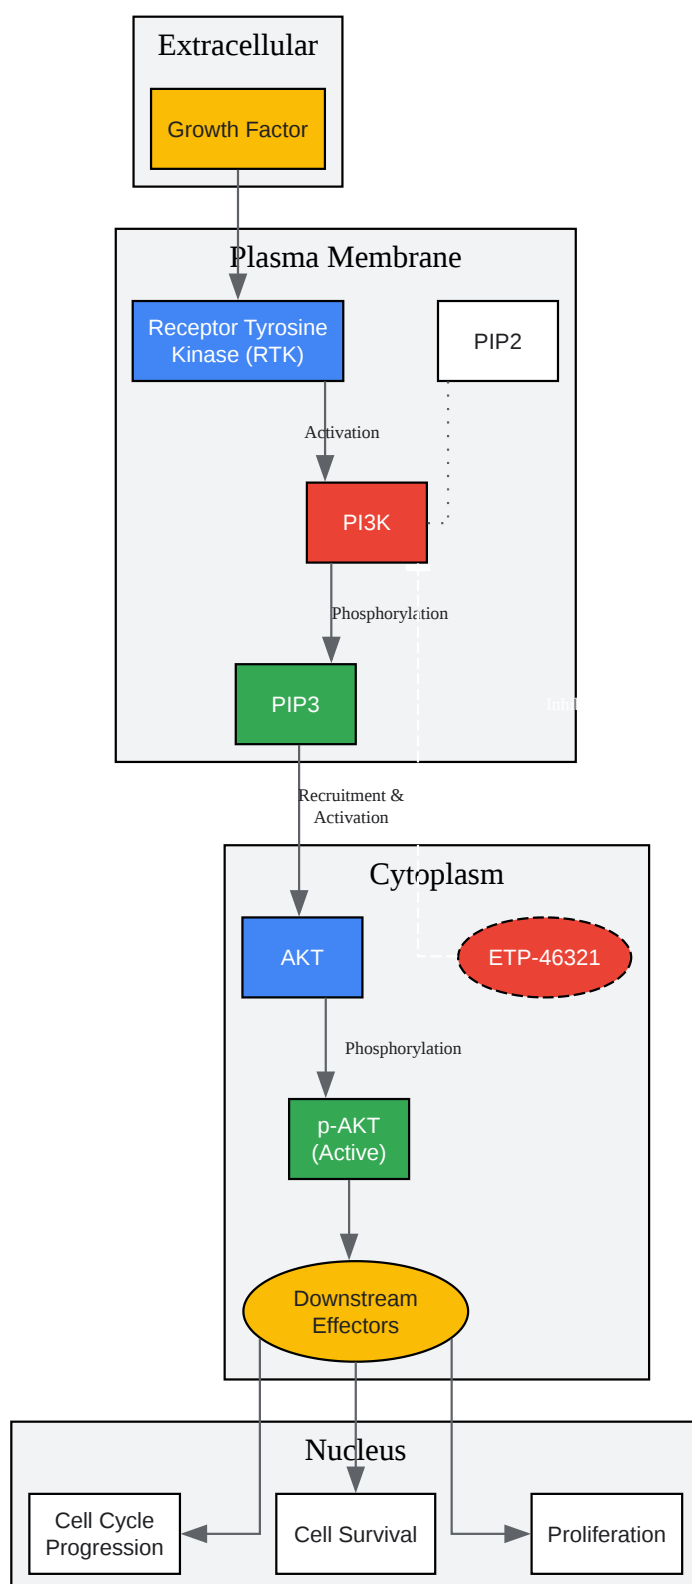 Extracellular
Growth Factor
Plasma Membrane
Receptor Tyrosine
Kinase (RTK)
PIP2
Activation
PI3K
Phosphorylation
PIP3
Recruitment &
Activation
Cytoplasm
AKT
ETP-46321
Phosphorylation
p-AKT
(Active)
Downstream
Effectors
Nucleus
Cell Cycle
Progression
Cell Survival
Proliferation